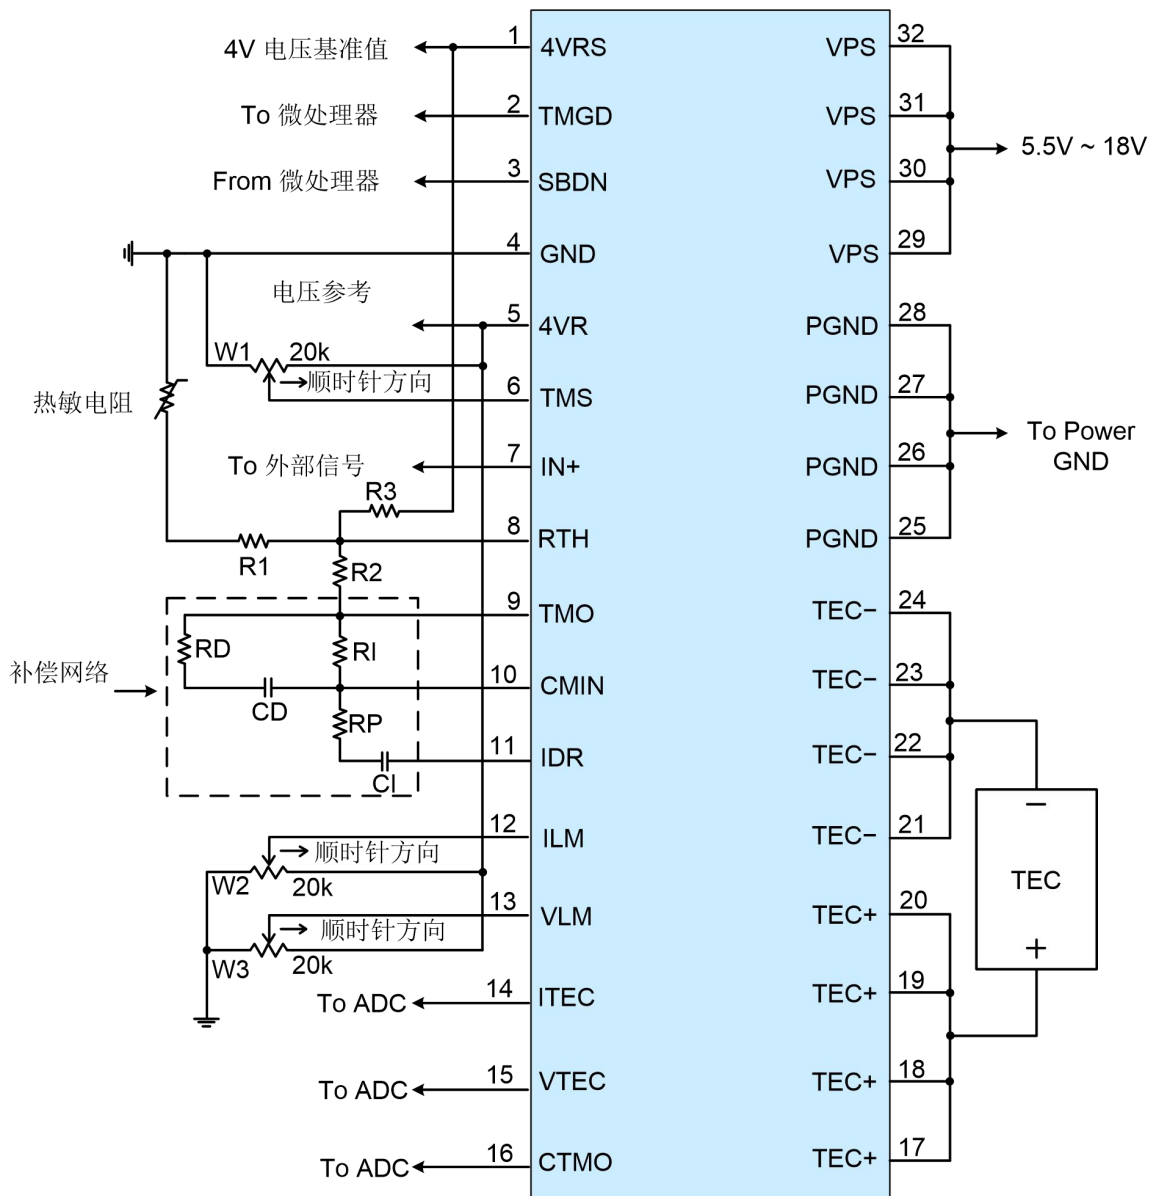 4V 电压基准值
1
4VRS
VPS
32
To 微处理器
2
TMGD
VPS
31
5.5V ~ 18V
From 微处理器
3
SBDN
VPS
30
4
GND
VPS
29
电压参考
5
4VR
PGND
28
W1
20k
顺时针方向
6
TMS
PGND
27
热敏电阻
To Power
GND
To 外部信号
7
IN+
PGND
26
R3
8
RTH
PGND
25
R1
R2
9
TMO
TEC−
24
RD
RI
补偿网络
10
CMIN
TEC−
23
CD
RP
11
IDR
TEC−
22
CI
12
ILM
TEC−
21
顺时针方向
W2
20k
−
TEC
+
13
VLM
TEC+
20
顺时针方向
W3
20k
To ADC
14
ITEC
TEC+
19
To ADC
15
VTEC
TEC+
18
To ADC
16
CTMO
TEC+
17